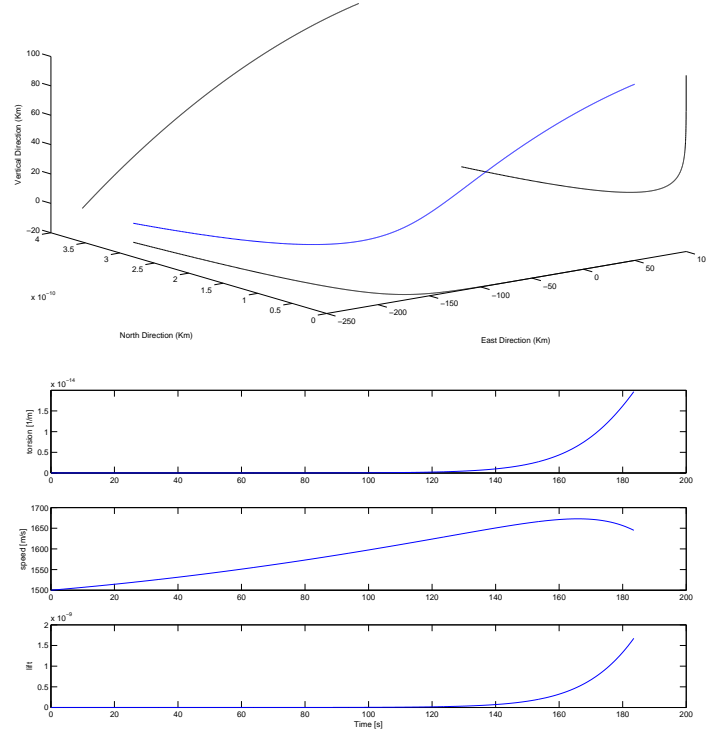 100
80
60
40
20
0
−20
Vertical Direction (Km)
4
3.5
3
2.5
2
1.5
1
0.5
0
x 10⁻¹⁰
North Direction (Km)
−250
−200
−150
−100
−50
0
50
10
East Direction (Km)
x 10⁻¹⁴
1.5
1
0.5
0
torsion [1/m]
0 20 40 60 80 100 120 140 160 180 200
1700
1650
1600
1550
1500
speed [m/s]
0 20 40 60 80 100 120 140 160 180 200
x 10⁻⁹
2
1.5
1
0.5
0
lift
0 20 40 60 80 100 120 140 160 180 200
Time [s]